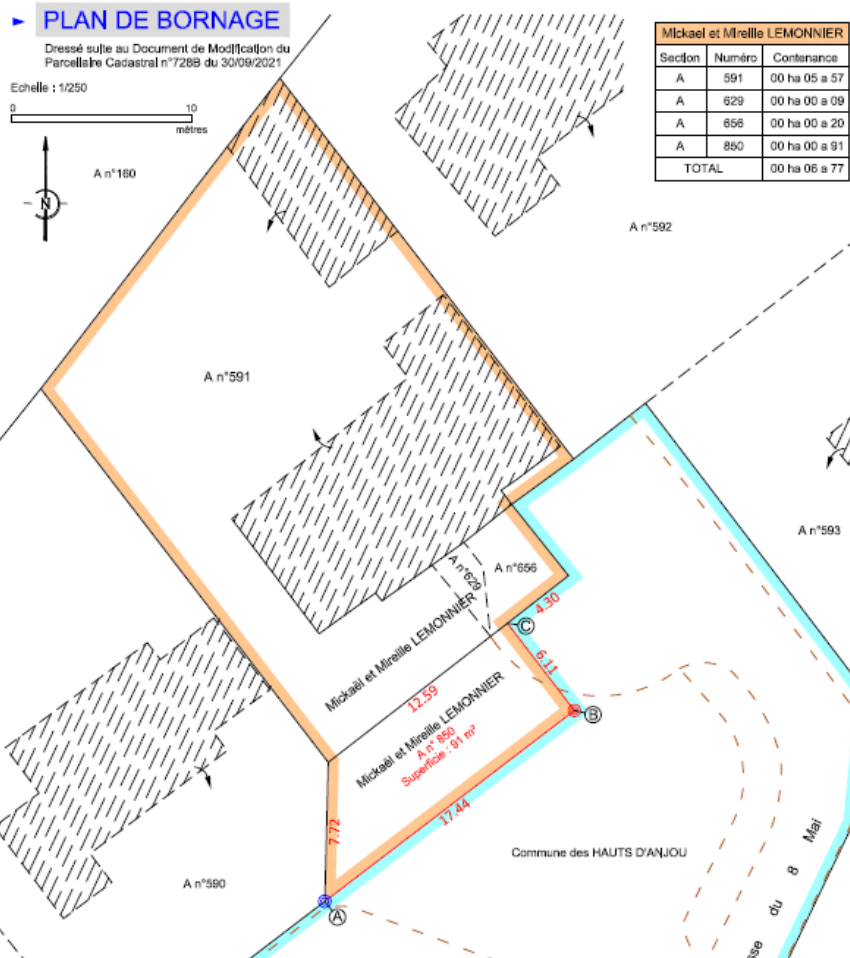 ► PLAN DE BORNAGE
Dressé suite au Document de Modification du
Parcellaire Cadastral n°728B du 30/09/2021
Echelle : 1/250
0 10
mètres
N
Mickael et Mireille LEMONNIER
Section Numéro Contenance
A 591 00 ha 05 a 57
A 629 00 ha 00 a 09
A 656 00 ha 00 a 20
A 850 00 ha 00 a 91
TOTAL 00 ha 06 a 77
A n°160
A n°592
A n°591
A n°593
A n°629
A n°656
4.30
C
Mickaël et Mireille LEMONNIER
6.11
12.59
B
Mickaël et Mireille LEMONNIER
A n° 850
Superficie : 91 m²
17.44
7.72
Commune des HAUTS D'ANJOU
A n°590
A
sse du 8 Mai